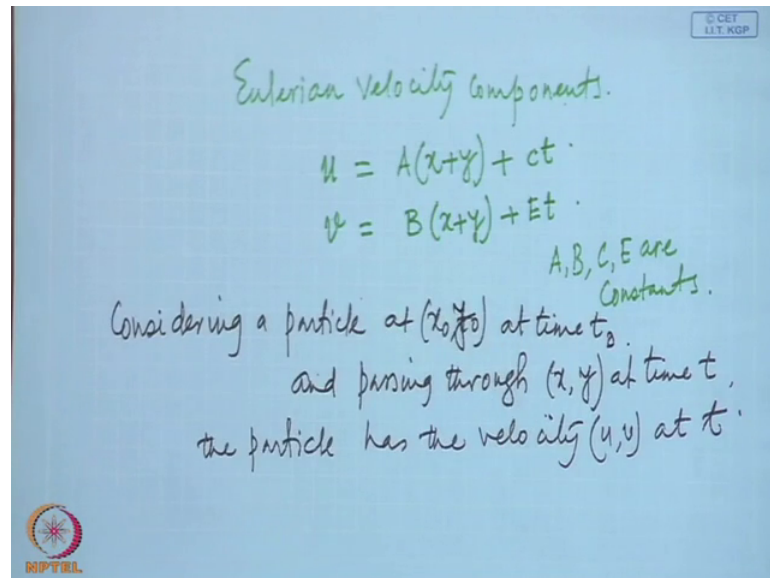 © CET
I.I.T. KGP
Eulerian velocity components.
u = A(x+y) + ct.
v = B(x+y) + Et.
A, B, C, E are
Constants.
Considering a particle at (x₀,y₀) at time t₀.
and passing through (x, y) at time t,
the particle has the velocity (u,v) at t.
NPTEL